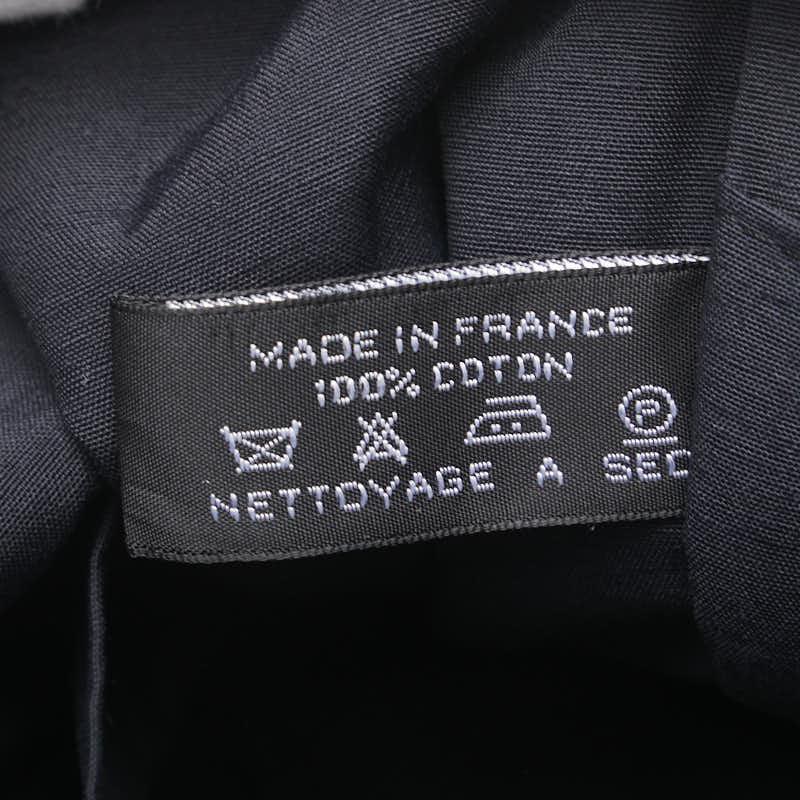 MADE IN FRANCE
100% COTON
P
NETTOYAGE A SEC